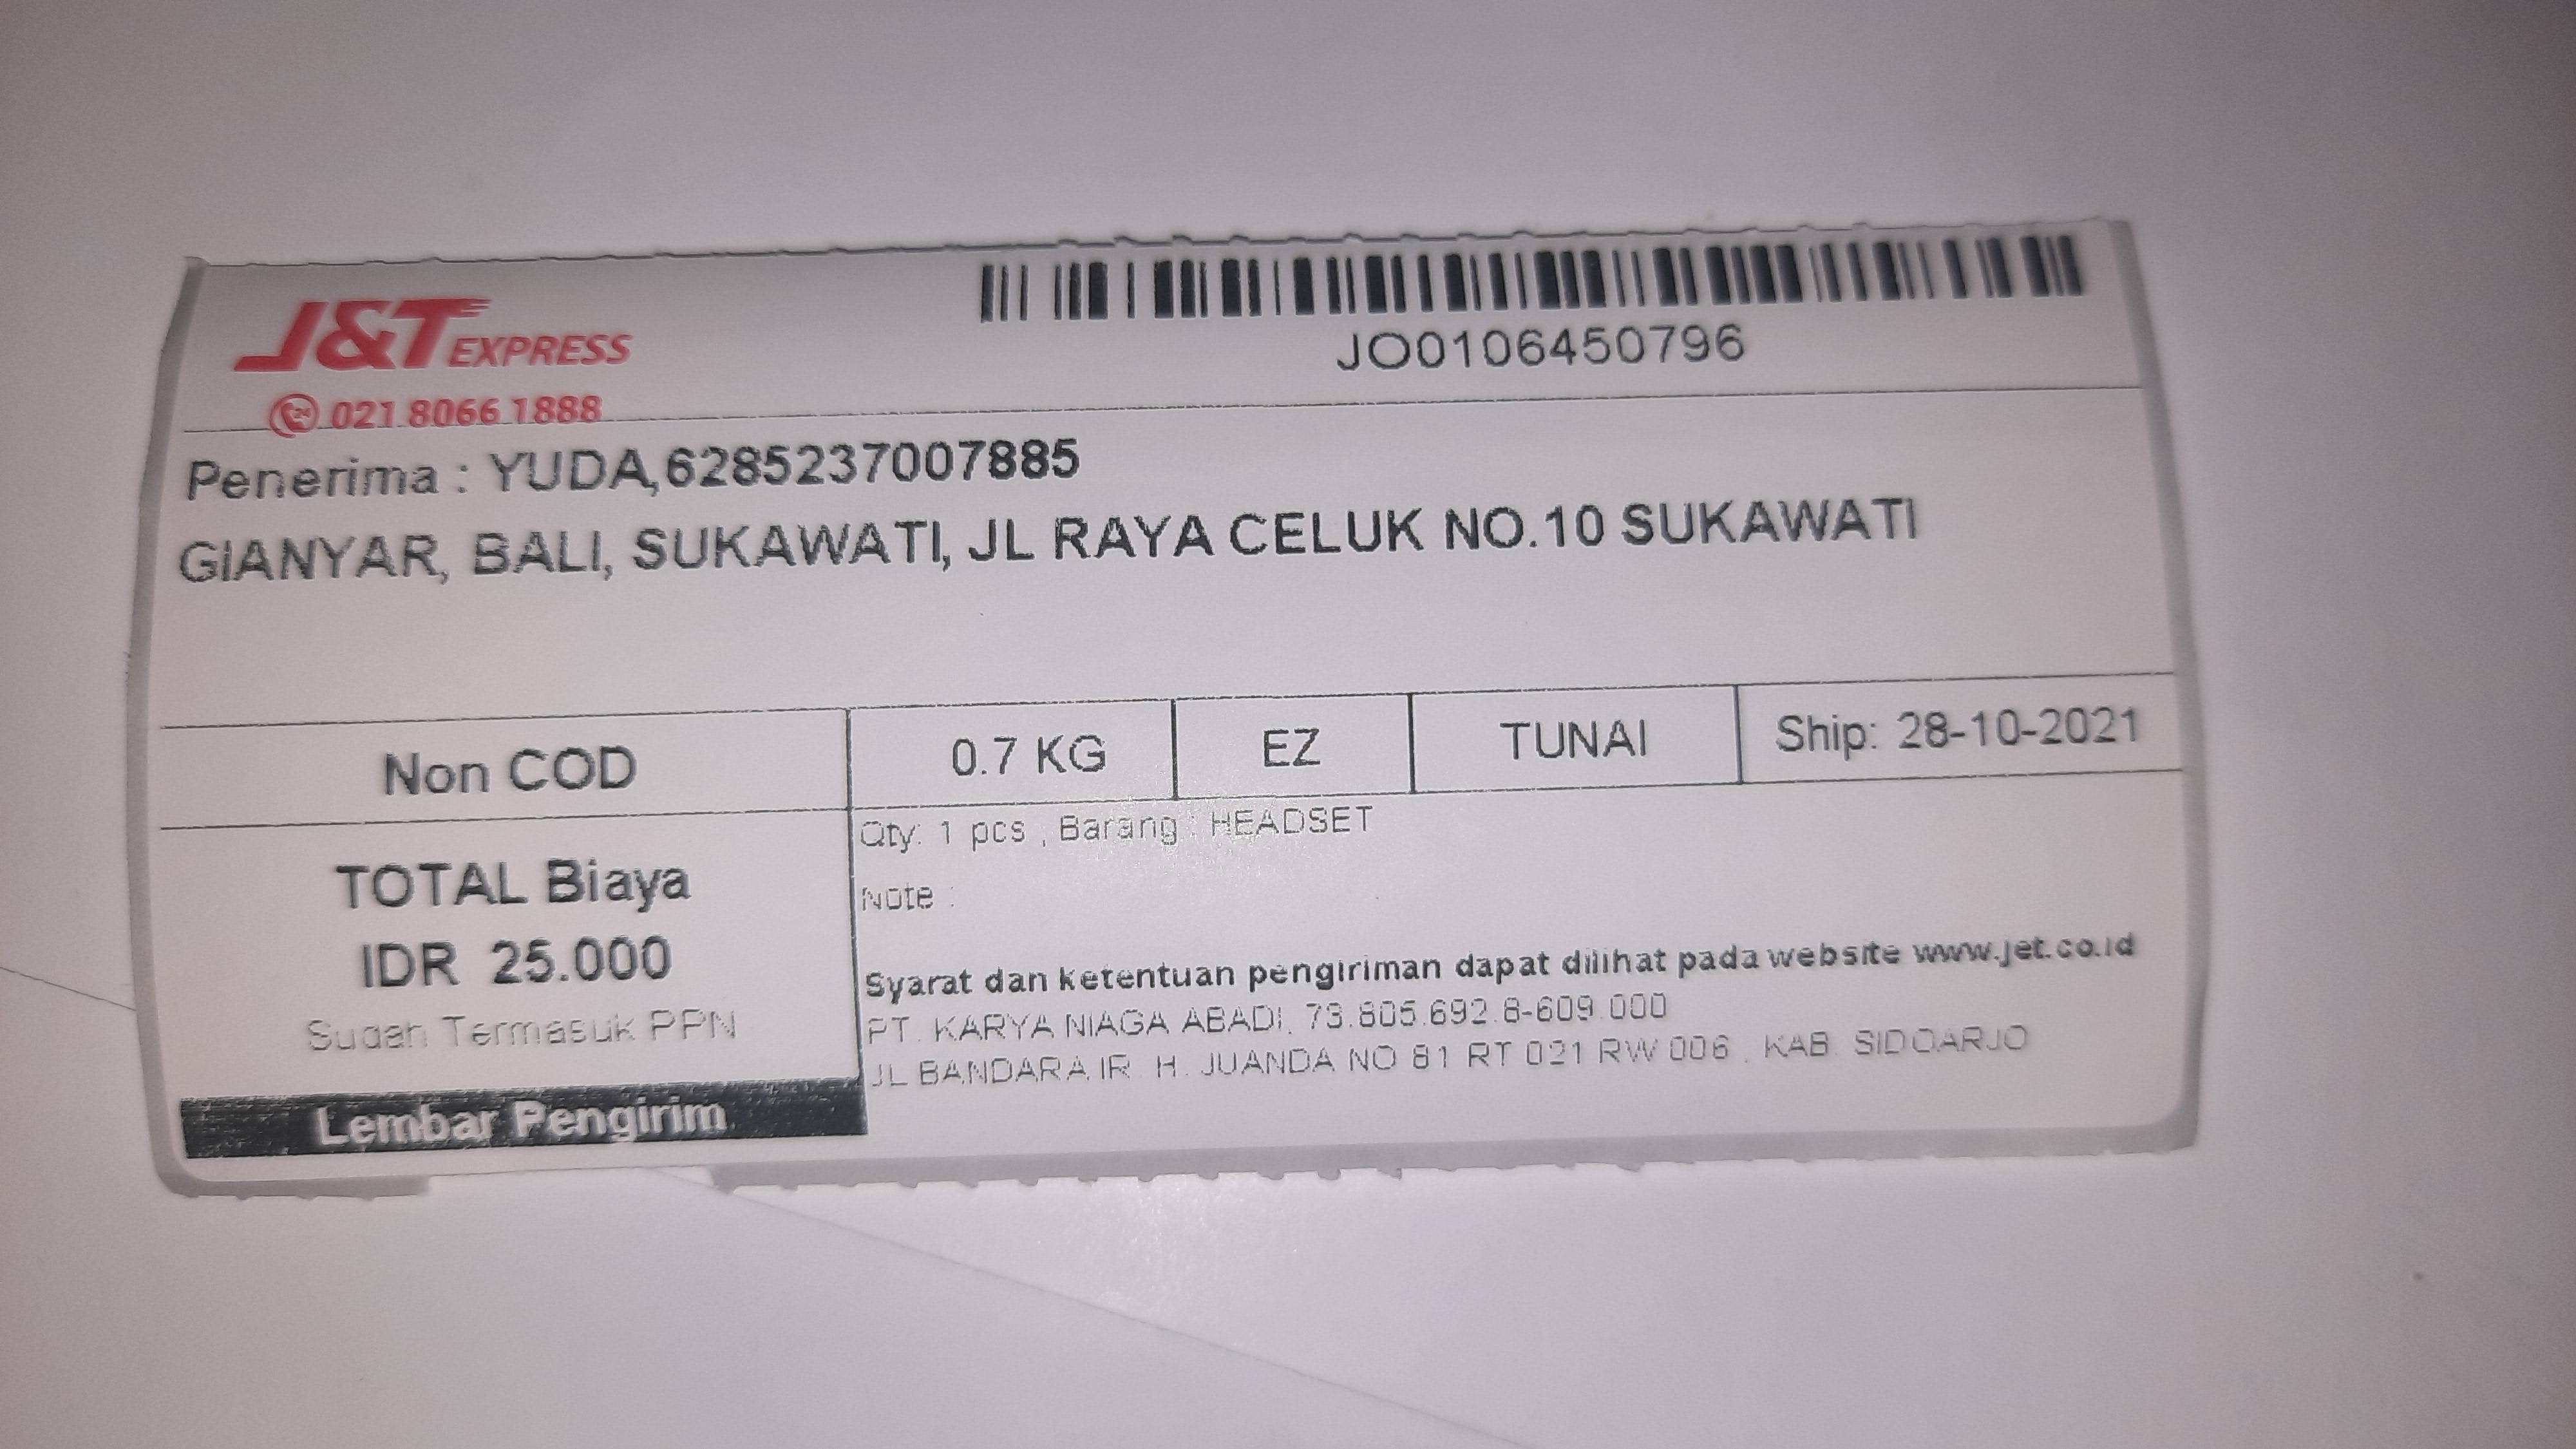 J&T EXPRESS
021.8066.1888
JO0106450796
Penerima : YUDA,6285237007885
GIANYAR, BALI, SUKAWATI, JL RAYA CELUK NO.10 SUKAWATI
Non COD
0.7 KG
EZ
TUNAI
Ship: 28-10-2021
TOTAL Biaya
IDR 25.000
Sudah Termasuk PPN
Lembar Pengirim
Qty: 1 pcs , Barang : HEADSET
Note :
Syarat dan ketentuan pengiriman dapat dilihat pada website www.jet.co.id
PT. KARYA NIAGA ABADI, 73.605.692.8-609.000
JL BANDARA IR. H. JUANDA NO 81 RT 021 RW 006 , KAB. SIDOARJO